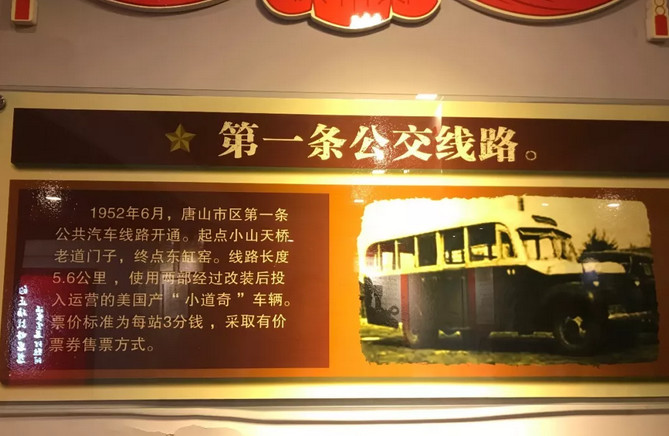 第一条公交线路。
1952年6月，唐山市区第一条
公共汽车线路开通。起点小山天桥
老道门子，终点东缸窑。线路长度
5.6公里，使用两部经过改装后投
入运营的美国产“小道奇”车辆。
票价标准为每站3分钱，采取有价
票券售票方式。